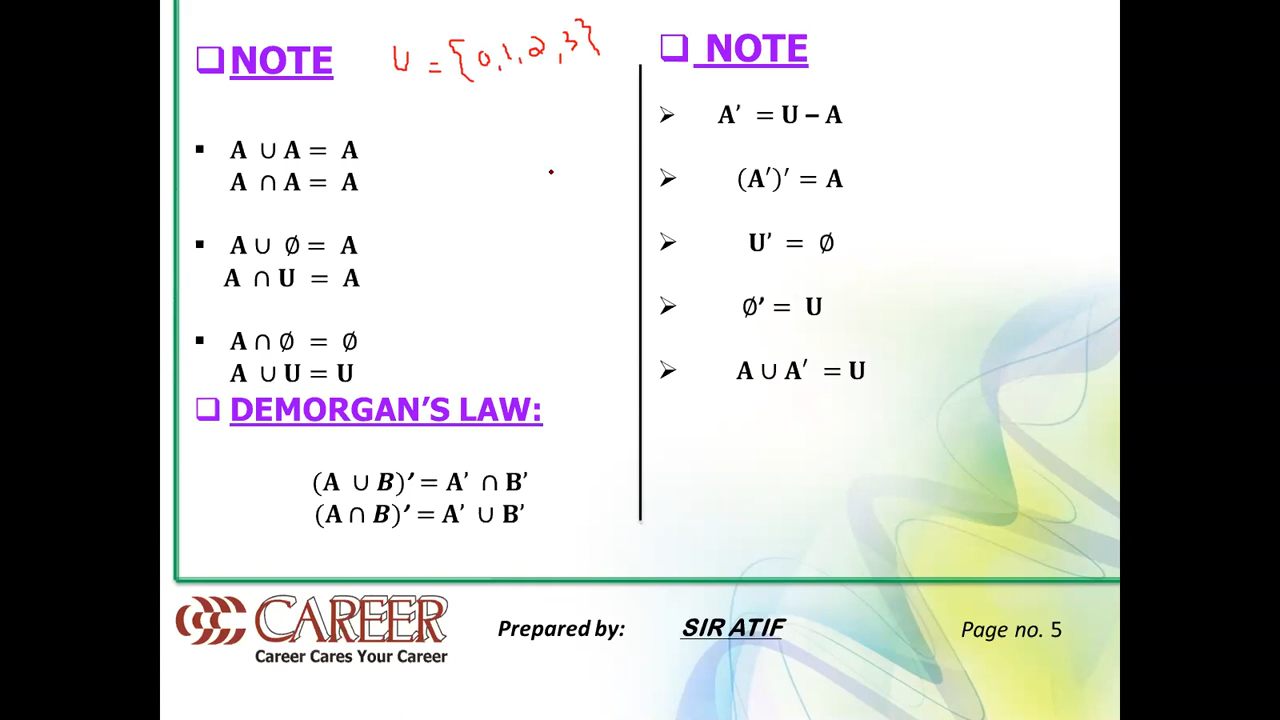 NOTE
U = {0,1,2,3}
A ∪ A = A
A ∩ A = A
A ∪ ∅ = A
A ∩ U = A
A ∩ ∅ = ∅
A ∪ U = U
DEMORGAN'S LAW:
(A ∪ B)′ = A' ∩ B'
(A ∩ B)′ = A' ∪ B'
NOTE
A' = U – A
(A′)′ = A
U' = ∅
∅′ = U
A ∪ A′ = U
CAREER
Career Cares Your Career
Prepared by: SIR ATIF Page no. 5